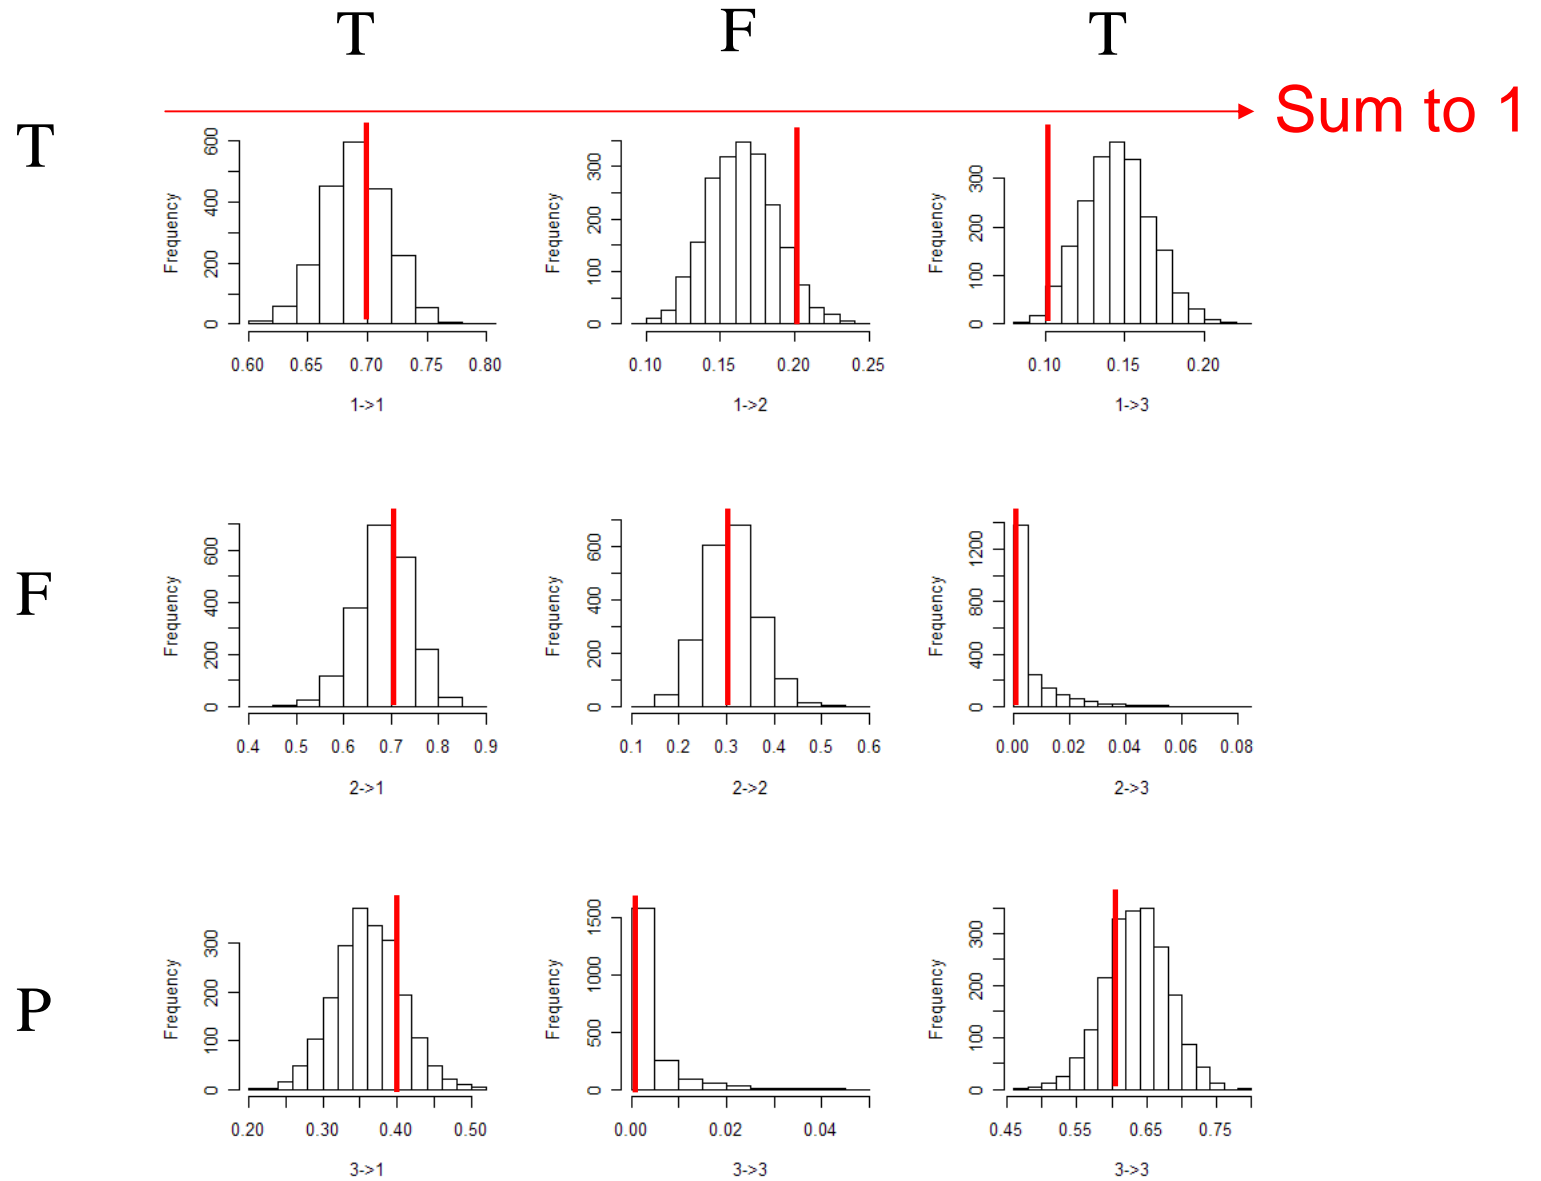 T F T
Sum to 1
T
Frequency Frequency Frequency
0 200 400 600
0 100 200 300
0 100 200 300
0.60 0.65 0.70 0.75 0.80
0.10 0.15 0.20 0.25
0.10 0.15 0.20
1->1 1->2 1->3
F
Frequency Frequency Frequency
0 200 400 600
0 200 400 600
0 400 800 1200
0.4 0.5 0.6 0.7 0.8 0.9
0.1 0.2 0.3 0.4 0.5 0.6
0.00 0.02 0.04 0.06 0.08
2->1 2->2 2->3
P
Frequency Frequency Frequency
0 100 200 300
0 500 1000 1500
0 100 200 300
0.20 0.30 0.40 0.50
0.00 0.02 0.04
0.45 0.55 0.65 0.75
3->1 3->3 3->3